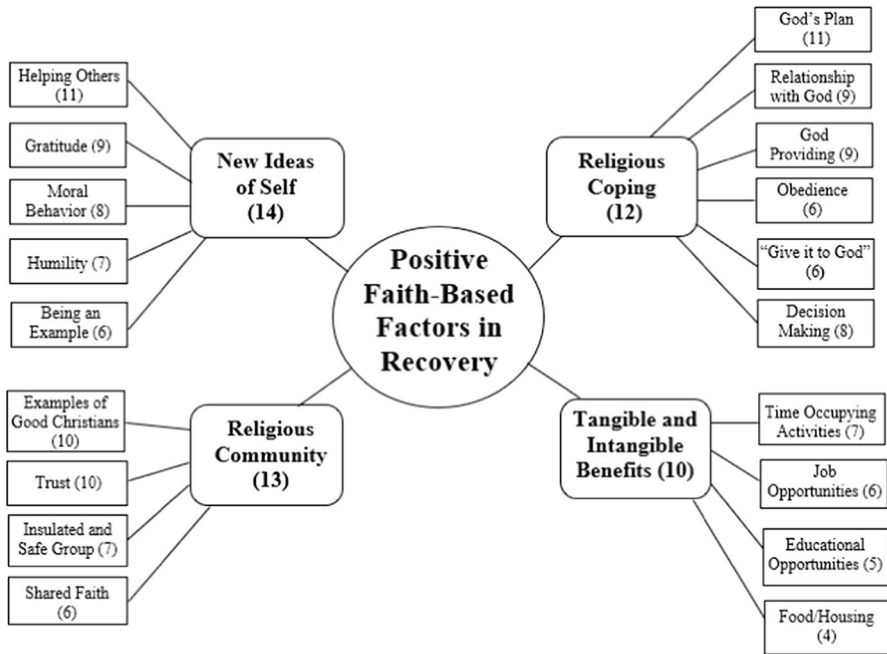 Positive
Faith-Based
Factors in
Recovery
New Ideas
of Self
(14)
Helping Others
(11)
Gratitude (9)
Moral
Behavior (8)
Humility (7)
Being an
Example (6)
Religious
Coping
(12)
God's Plan
(11)
Relationship
with God (9)
God
Providing (9)
Obedience
(6)
“Give it to God”
(6)
Decision
Making (8)
Religious
Community
(13)
Examples of
Good Christians
(10)
Trust (10)
Insulated and
Safe Group (7)
Shared Faith
(6)
Tangible and
Intangible
Benefits (10)
Time Occupying
Activities (7)
Job
Opportunities (6)
Educational
Opportunities (5)
Food/Housing
(4)